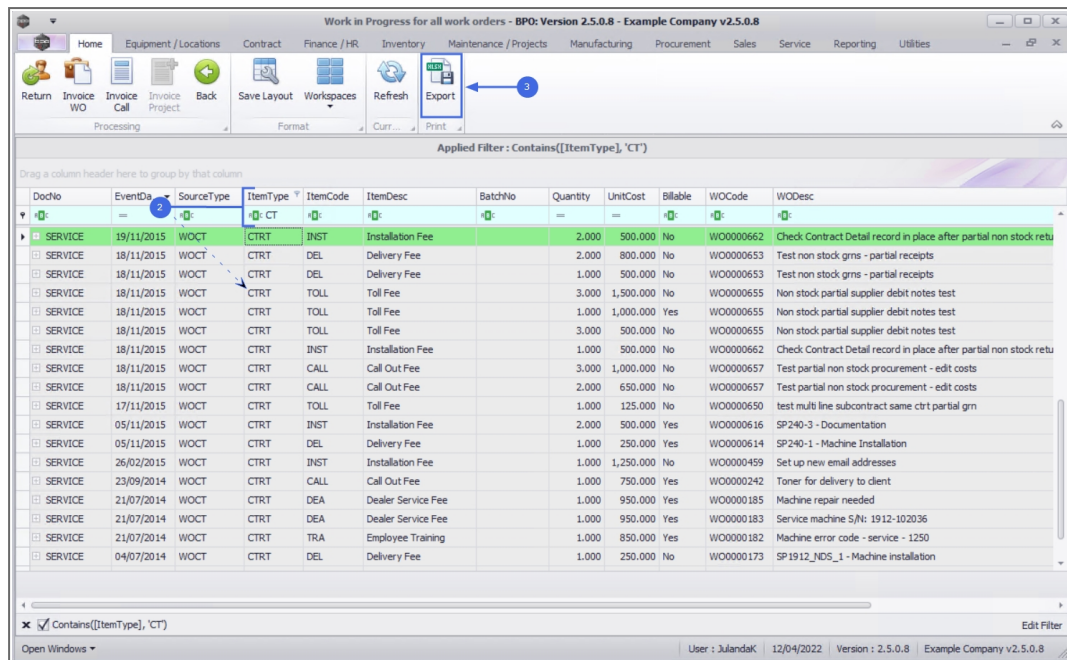 Work in Progress for all work orders - BPO: Version 2.5.0.8 - Example Company v2.5.0.8
Home Equipment / Locations Contract Finance / HR Inventory Maintenance / Projects Manufacturing Procurement Sales Service Reporting Utilities
Return Invoice WO Invoice Call Invoice Project Back Save Layout Workspaces Refresh Export 3
Processing Format Curr... Print
Applied Filter : Contains([ItemType], 'CT')
Drag a column header here to group by that column
DocNo EventDa... SourceType ItemType ItemCode ItemDesc BatchNo Quantity UnitCost Billable WOCode WODesc
= 2 CT = =
SERVICE 19/11/2015 WOCT CTRT INST Installation Fee 2.000 500.000 No WO0000662 Check Contract Detail record in place after partial non stock retu
SERVICE 18/11/2015 WOCT CTRT DEL Delivery Fee 2.000 800.000 No WO0000653 Test non stock grns - partial receipts
SERVICE 18/11/2015 WOCT CTRT DEL Delivery Fee 1.000 500.000 No WO0000653 Test non stock grns - partial receipts
SERVICE 18/11/2015 WOCT CTRT TOLL Toll Fee 3.000 1,500.000 No WO0000655 Non stock partial supplier debit notes test
SERVICE 18/11/2015 WOCT CTRT TOLL Toll Fee 1.000 1,000.000 Yes WO0000655 Non stock partial supplier debit notes test
SERVICE 18/11/2015 WOCT CTRT TOLL Toll Fee 3.000 500.000 No WO0000655 Non stock partial supplier debit notes test
SERVICE 18/11/2015 WOCT CTRT INST Installation Fee 1.000 500.000 No WO0000662 Check Contract Detail record in place after partial non stock retu
SERVICE 18/11/2015 WOCT CTRT CALL Call Out Fee 3.000 1,000.000 No WO0000657 Test partial non stock procurement - edit costs
SERVICE 18/11/2015 WOCT CTRT CALL Call Out Fee 2.000 650.000 No WO0000657 Test partial non stock procurement - edit costs
SERVICE 17/11/2015 WOCT CTRT TOLL Toll Fee 1.000 125.000 No WO0000650 test multi line subcontract same ctrt partial grn
SERVICE 05/11/2015 WOCT CTRT INST Installation Fee 2.000 500.000 Yes WO0000616 SP240-3 - Documentation
SERVICE 05/11/2015 WOCT CTRT DEL Delivery Fee 1.000 250.000 Yes WO0000614 SP240-1 - Machine Installation
SERVICE 26/02/2015 WOCT CTRT INST Installation Fee 1.000 1,250.000 No WO0000459 Set up new email addresses
SERVICE 23/09/2014 WOCT CTRT CALL Call Out Fee 1.000 750.000 Yes WO0000242 Toner for delivery to client
SERVICE 21/07/2014 WOCT CTRT DEA Dealer Service Fee 1.000 950.000 Yes WO0000185 Machine repair needed
SERVICE 21/07/2014 WOCT CTRT DEA Dealer Service Fee 1.000 950.000 Yes WO0000183 Service machine S/N: 1912-102036
SERVICE 21/07/2014 WOCT CTRT TRA Employee Training 1.000 850.000 Yes WO0000182 Machine error code - service - 1250
SERVICE 04/07/2014 WOCT CTRT DEL Delivery Fee 1.000 250.000 No WO0000173 SP1912_NDS_1 - Machine installation
Contains([ItemType], 'CT') Edit Filter
Open Windows User : JulandaK 12/04/2022 Version : 2.5.0.8 Example Company v2.5.0.8